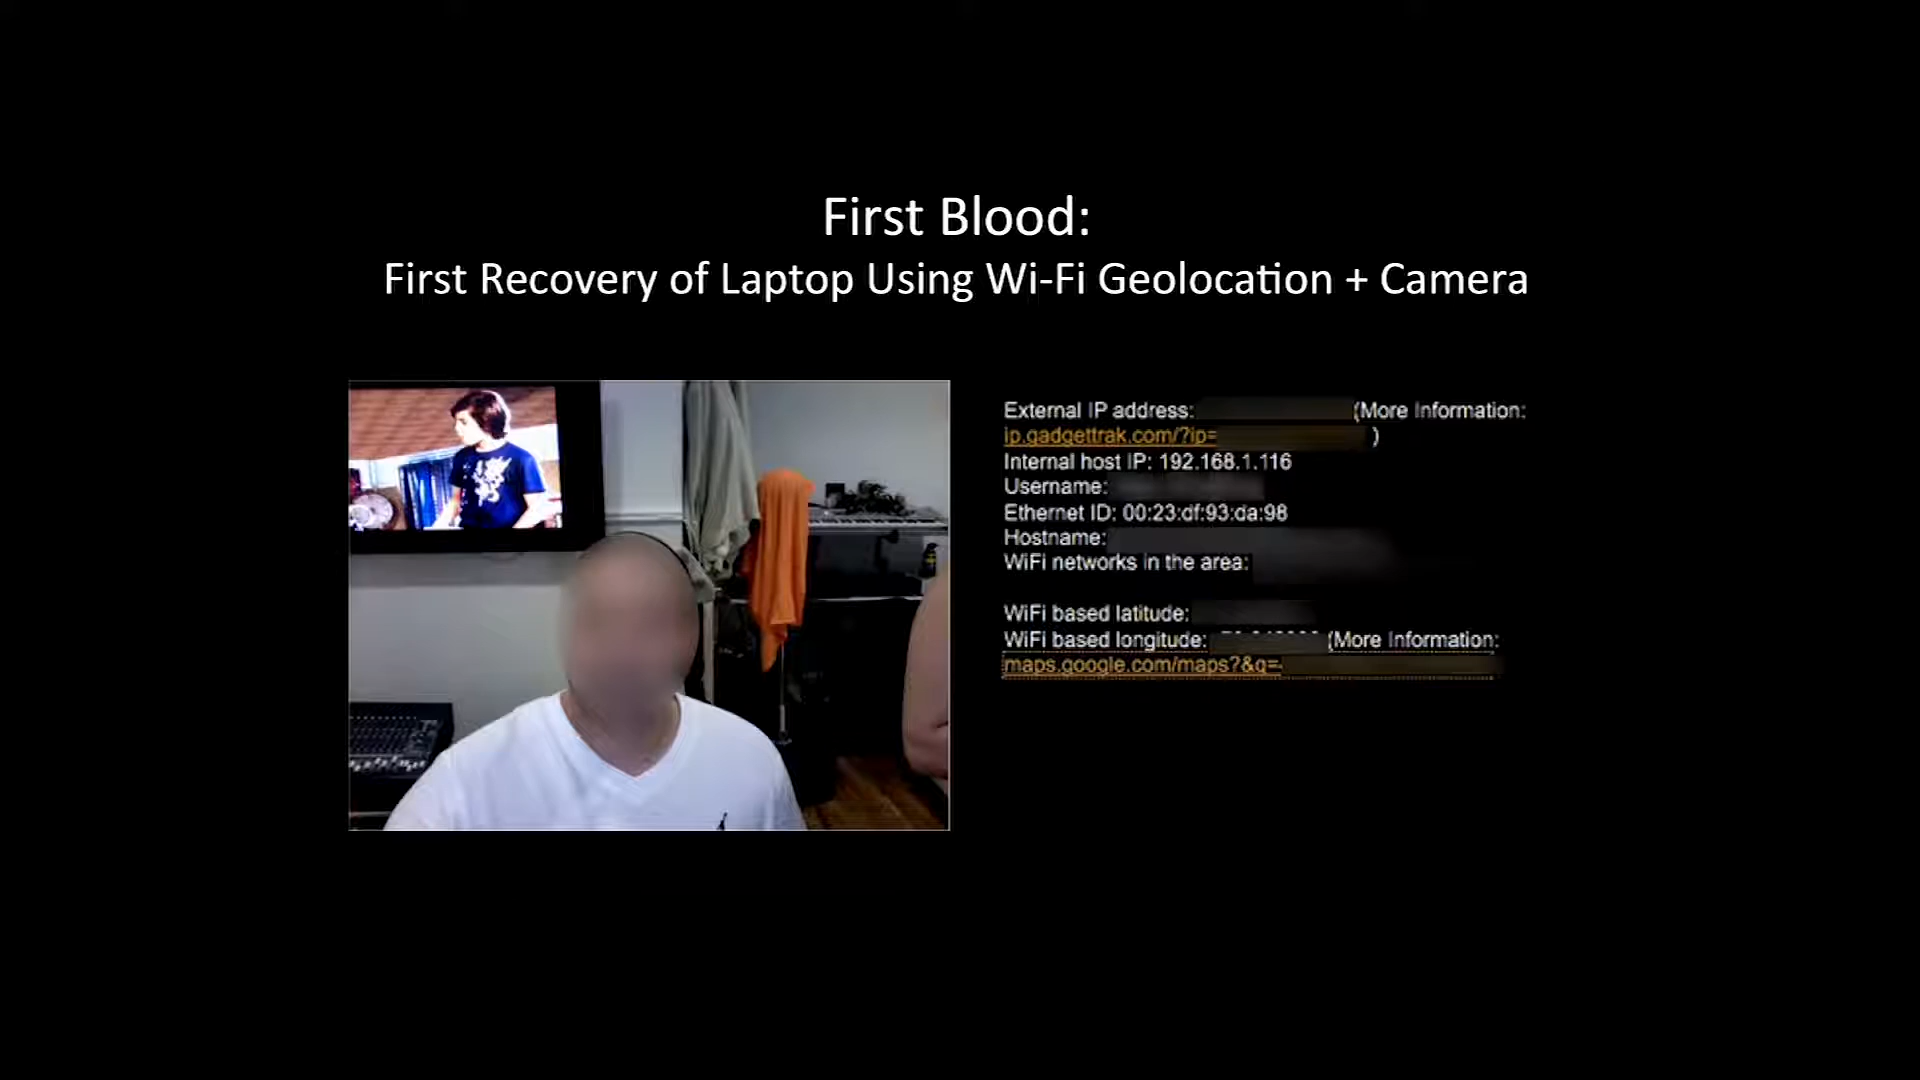 First Blood:
First Recovery of Laptop Using Wi-Fi Geolocation + Camera
External IP address: (More Information:
ip.gadgettrak.com/?ip= )
Internal host IP: 192.168.1.116
Username:
Ethernet ID: 00:23:df:93:da:98
Hostname:
WiFi networks in the area:
WiFi based latitude:
WiFi based longitude: (More Information:
maps.google.com/maps?&q=